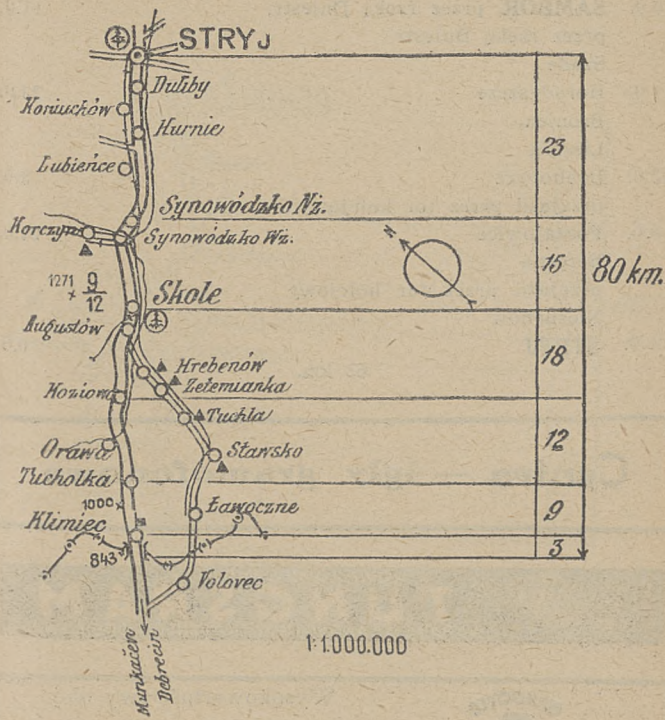 STRYJ
Duliby
Koniuchów
Hurnie
Lubieńce
23
Synowódzko Nż.
Korczyn
Synowódzko Wż.
N
15
80 km.
1271
9
12
Skole
Augustów
18
Hrebenów
Zełemianka
Koziowa
Tuchla
Orawa
12
Sławsko
Tucholka
1000
Ławoczne
9
Klimiec
843
3
Volovec
Munkačen
Debrecin
1:1.000.000